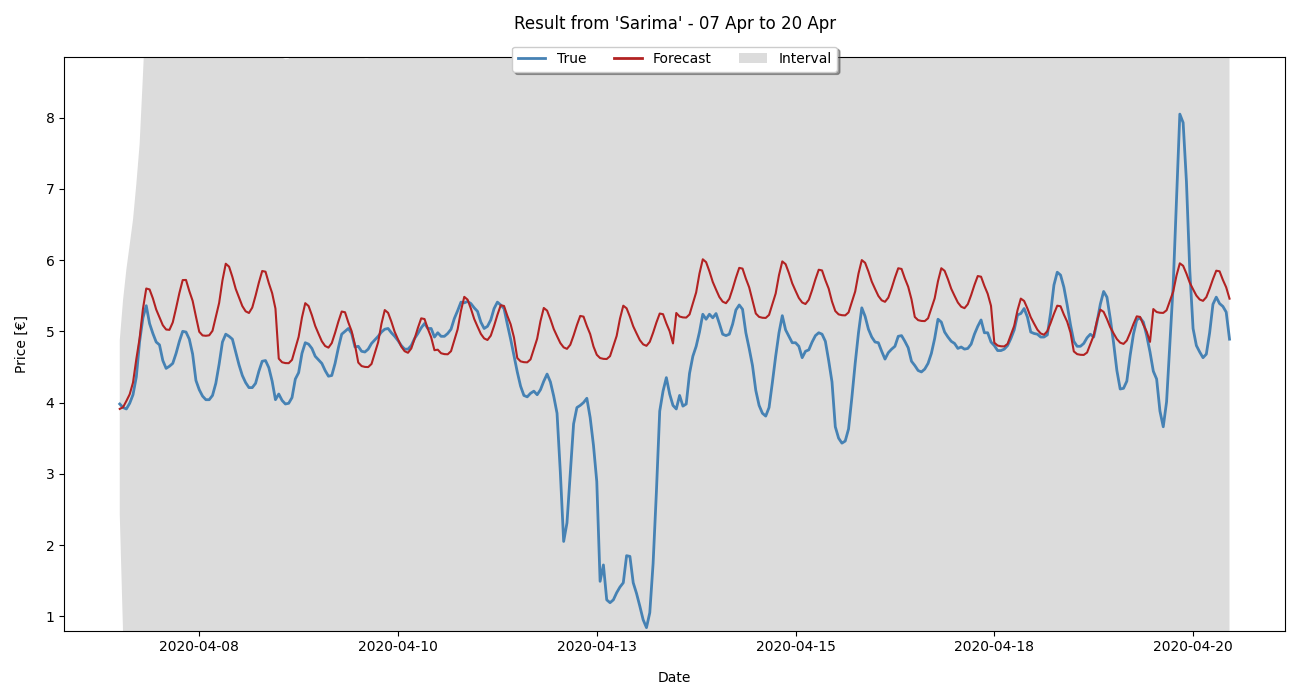 Result from 'Sarima' - 07 Apr to 20 Apr
True Forecast Interval
8
7
6
5
4
3
2
1
Price [€]
2020-04-08 2020-04-10 2020-04-13 2020-04-15 2020-04-18 2020-04-20
Date